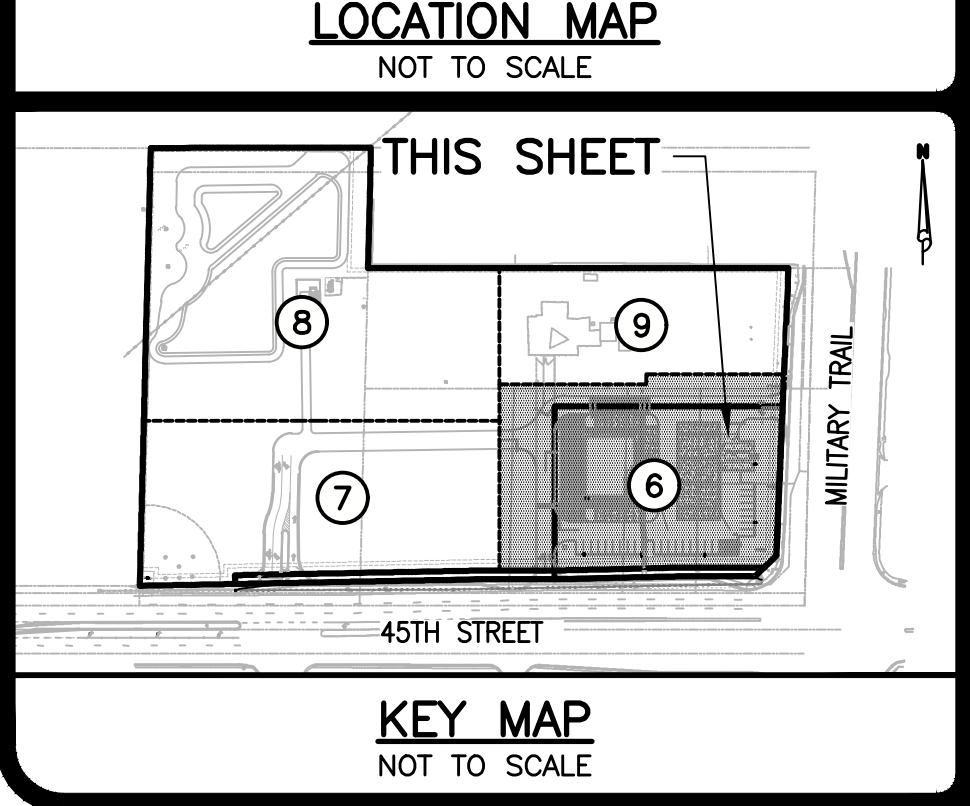 LOCATION MAP
NOT TO SCALE
THIS SHEET
N
8
9
MILITARY TRAIL
7
6
45TH STREET
KEY MAP
NOT TO SCALE